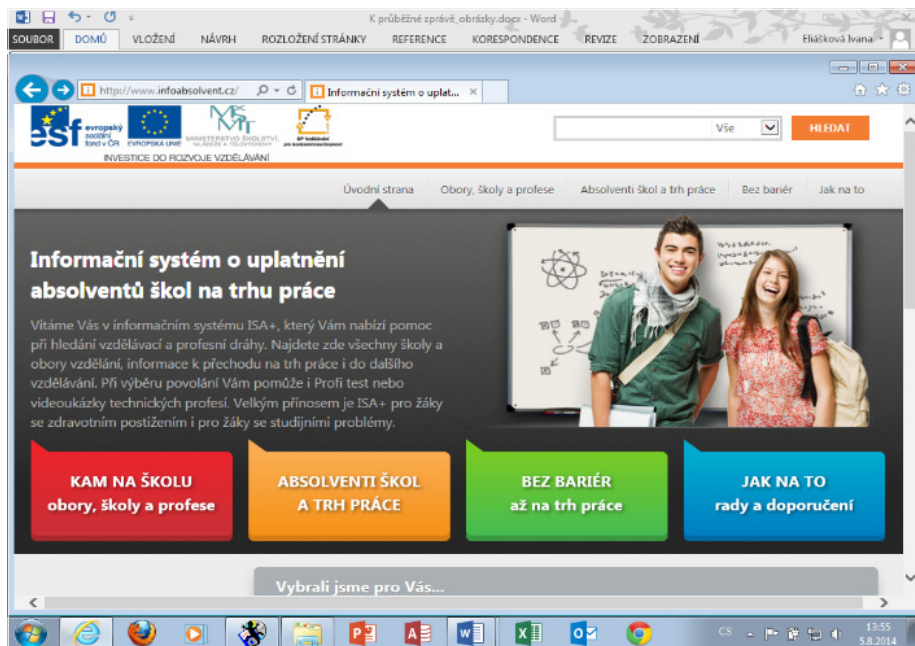 K průběžné zprávě_obrázky.docx - Word
SOUBOR DOMŮ VLOŽENÍ NÁVRH ROZLOŽENÍ STRÁNKY REFERENCE KORESPONDENCE REVIZE ZOBRAZENÍ Eliášková Ivana
http://www.infoabsolvent.cz/ Informační systém o uplat...
esf evropský sociální fond v ČR EVROPSKÁ UNIE MINISTERSTVO ŠKOLSTVÍ, MLÁDEŽE A TĚLOVÝCHOVY OP Vzdělávání pro konkurenceschopnost
INVESTICE DO ROZVOJE VZDĚLÁVÁNÍ
Vše HLEDAT
Úvodní strana Obory, školy a profese Absolventi škol a trh práce Bez bariér Jak na to
Informační systém o uplatnění
absolventů škol na trhu práce
Vítáme Vás v informačním systému ISA+, který Vám nabízí pomoc
při hledání vzdělávací a profesní dráhy. Najdete zde všechny školy a
obory vzdělání, informace k přechodu na trh práce i do dalšího
vzdělávání. Při výběru povolání Vám pomůže i Profi test nebo
videoukázky technických profesí. Velkým přínosem je ISA+ pro žáky
se zdravotním postižením i pro žáky se studijními problémy.
KAM NA ŠKOLU
obory, školy a profese
ABSOLVENTI ŠKOL
A TRH PRÁCE
BEZ BARIÉR
až na trh práce
JAK NA TO
rady a doporučení
Vybrali jsme pro Vás...
CS
13:55
5.8.2014